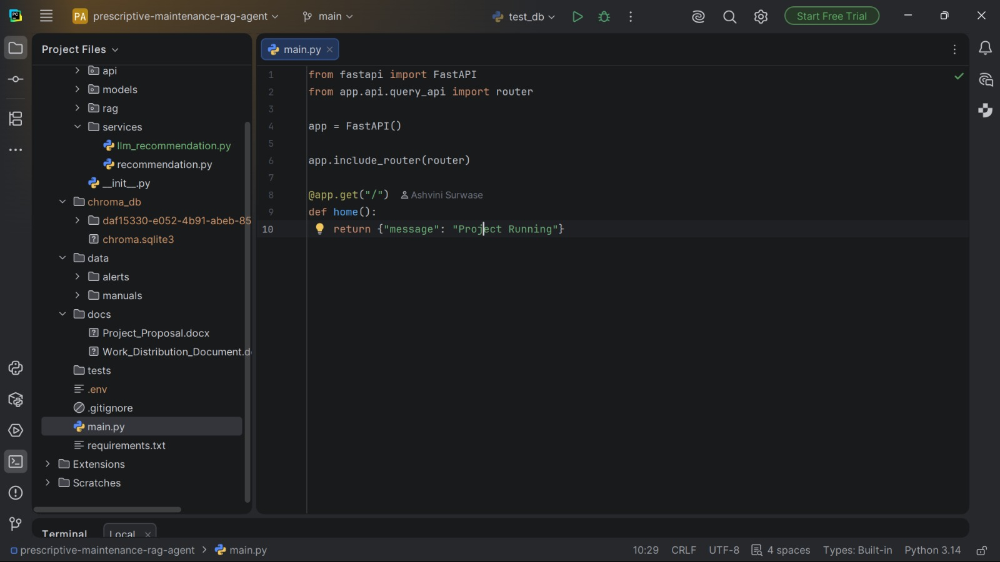 PA prescriptive-maintenance-rag-agent main test_db Start Free Trial
Project Files
api
models
rag
services
llm_recommendation.py
recommendation.py
__init__.py
chroma_db
daf15330-e052-4b91-abeb-85
chroma.sqlite3
data
alerts
manuals
docs
Project_Proposal.docx
Work_Distribution_Document.d
tests
.env
.gitignore
main.py
requirements.txt
Extensions
Scratches
main.py
1 from fastapi import FastAPI
2 from app.api.query_api import router
3
4 app = FastAPI()
5
6 app.include_router(router)
7
8 @app.get("/") Ashvini Surwase
9 def home():
10 return {"message": "Project Running"}
Terminal Local
prescriptive-maintenance-rag-agent > main.py 10:29 CRLF UTF-8 4 spaces Types: Built-in Python 3.14